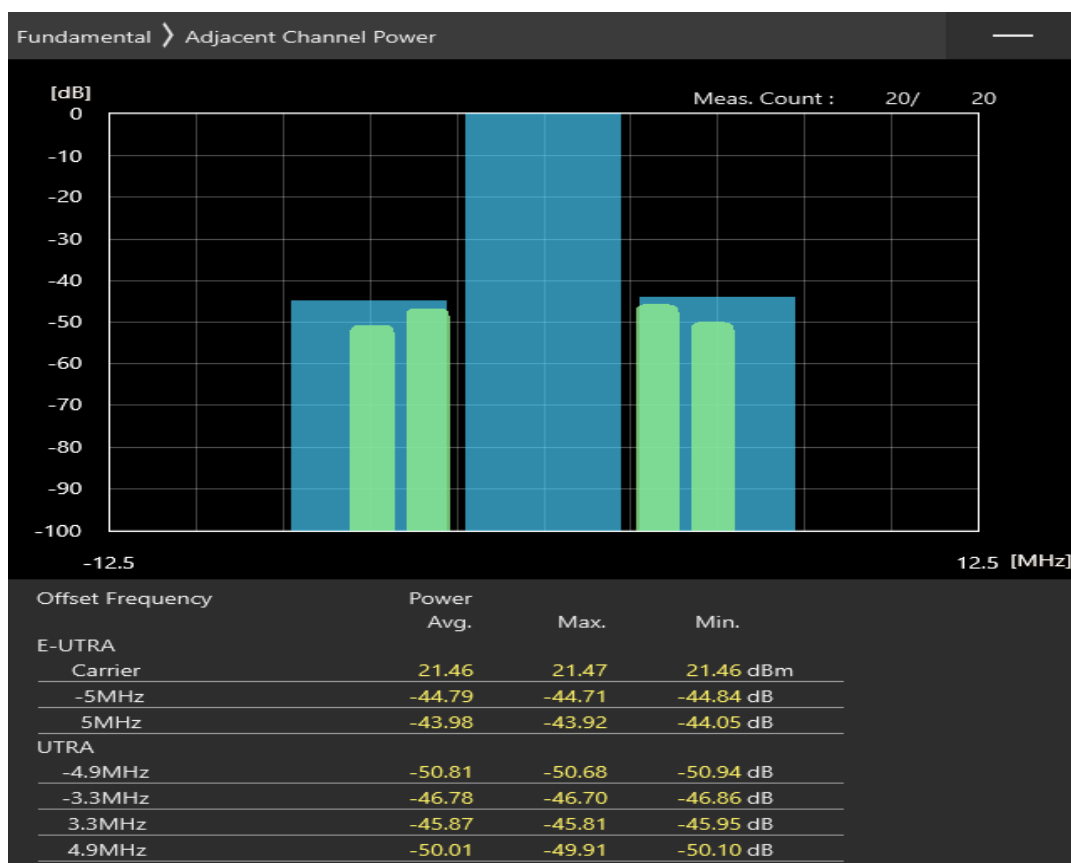 Fundamental 〉 Adjacent Channel Power
[dB]
Meas. Count : 20/ 20
0
-10
-20
-30
-40
-50
-60
-70
-80
-90
-100
-12.5 12.5 [MHz]
Offset Frequency Power
Avg. Max. Min.
E-UTRA
Carrier 21.46 21.47 21.46 dBm
-5MHz -44.79 -44.71 -44.84 dB
5MHz -43.98 -43.92 -44.05 dB
UTRA
-4.9MHz -50.81 -50.68 -50.94 dB
-3.3MHz -46.78 -46.70 -46.86 dB
3.3MHz -45.87 -45.81 -45.95 dB
4.9MHz -50.01 -49.91 -50.10 dB